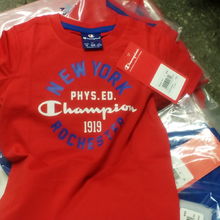 NEW YORK
PHYS. ED.
Champion
1919
ROCHESTER